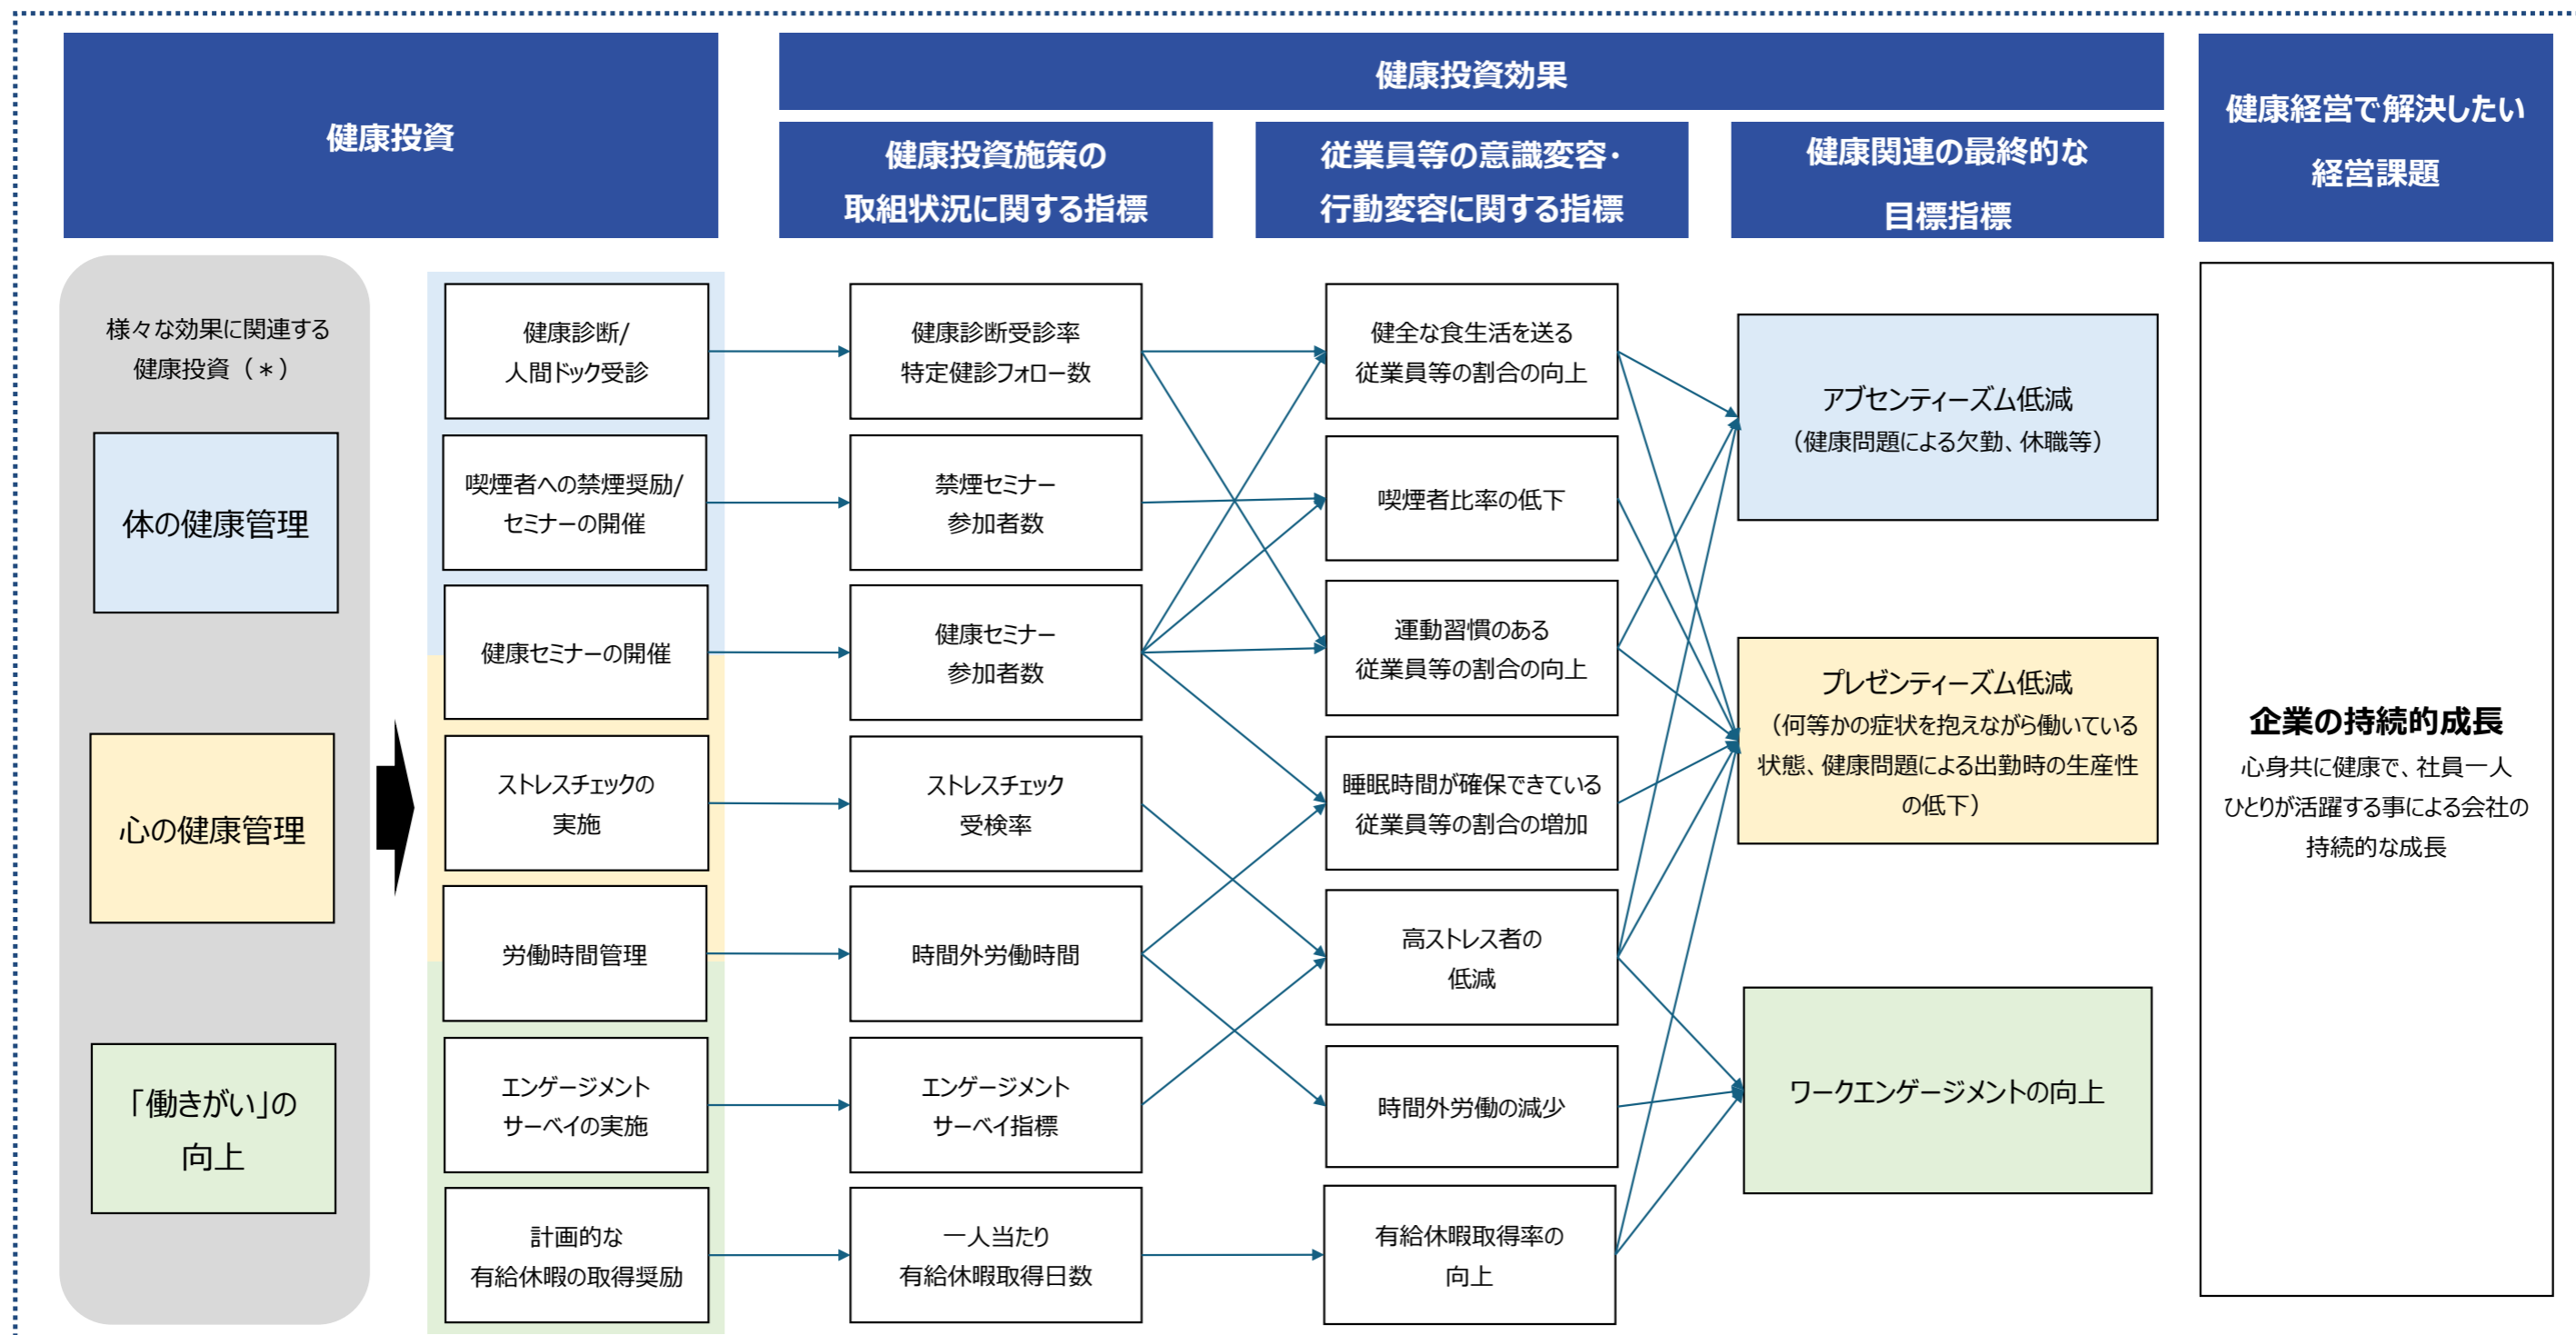 健康投資
健康投資効果
健康経営で解決したい
経営課題
健康投資施策の
取組状況に関する指標
従業員等の意識変容・
行動変容に関する指標
健康関連の最終的な
目標指標
様々な効果に関連する
健康投資（＊）
体の健康管理
心の健康管理
「働きがい」の
向上
健康診断/
人間ドック受診
喫煙者への禁煙奨励/
セミナーの開催
健康セミナーの開催
ストレスチェックの
実施
労働時間管理
エンゲージメント
サーベイの実施
計画的な
有給休暇の取得奨励
健康診断受診率
特定健診フォロー数
禁煙セミナー
参加者数
健康セミナー
参加者数
ストレスチェック
受検率
時間外労働時間
エンゲージメント
サーベイ指標
一人当たり
有給休暇取得日数
健全な食生活を送る
従業員等の割合の向上
喫煙者比率の低下
運動習慣のある
従業員等の割合の向上
睡眠時間が確保できている
従業員等の割合の増加
高ストレス者の
低減
時間外労働の減少
有給休暇取得率の
向上
アブセンティーズム低減
（健康問題による欠勤、休職等）
プレゼンティーズム低減
（何等かの症状を抱えながら働いている
状態、健康問題による出勤時の生産性
の低下）
ワークエンゲージメントの向上
企業の持続的成長
心身共に健康で、社員一人
ひとりが活躍する事による会社の
持続的な成長